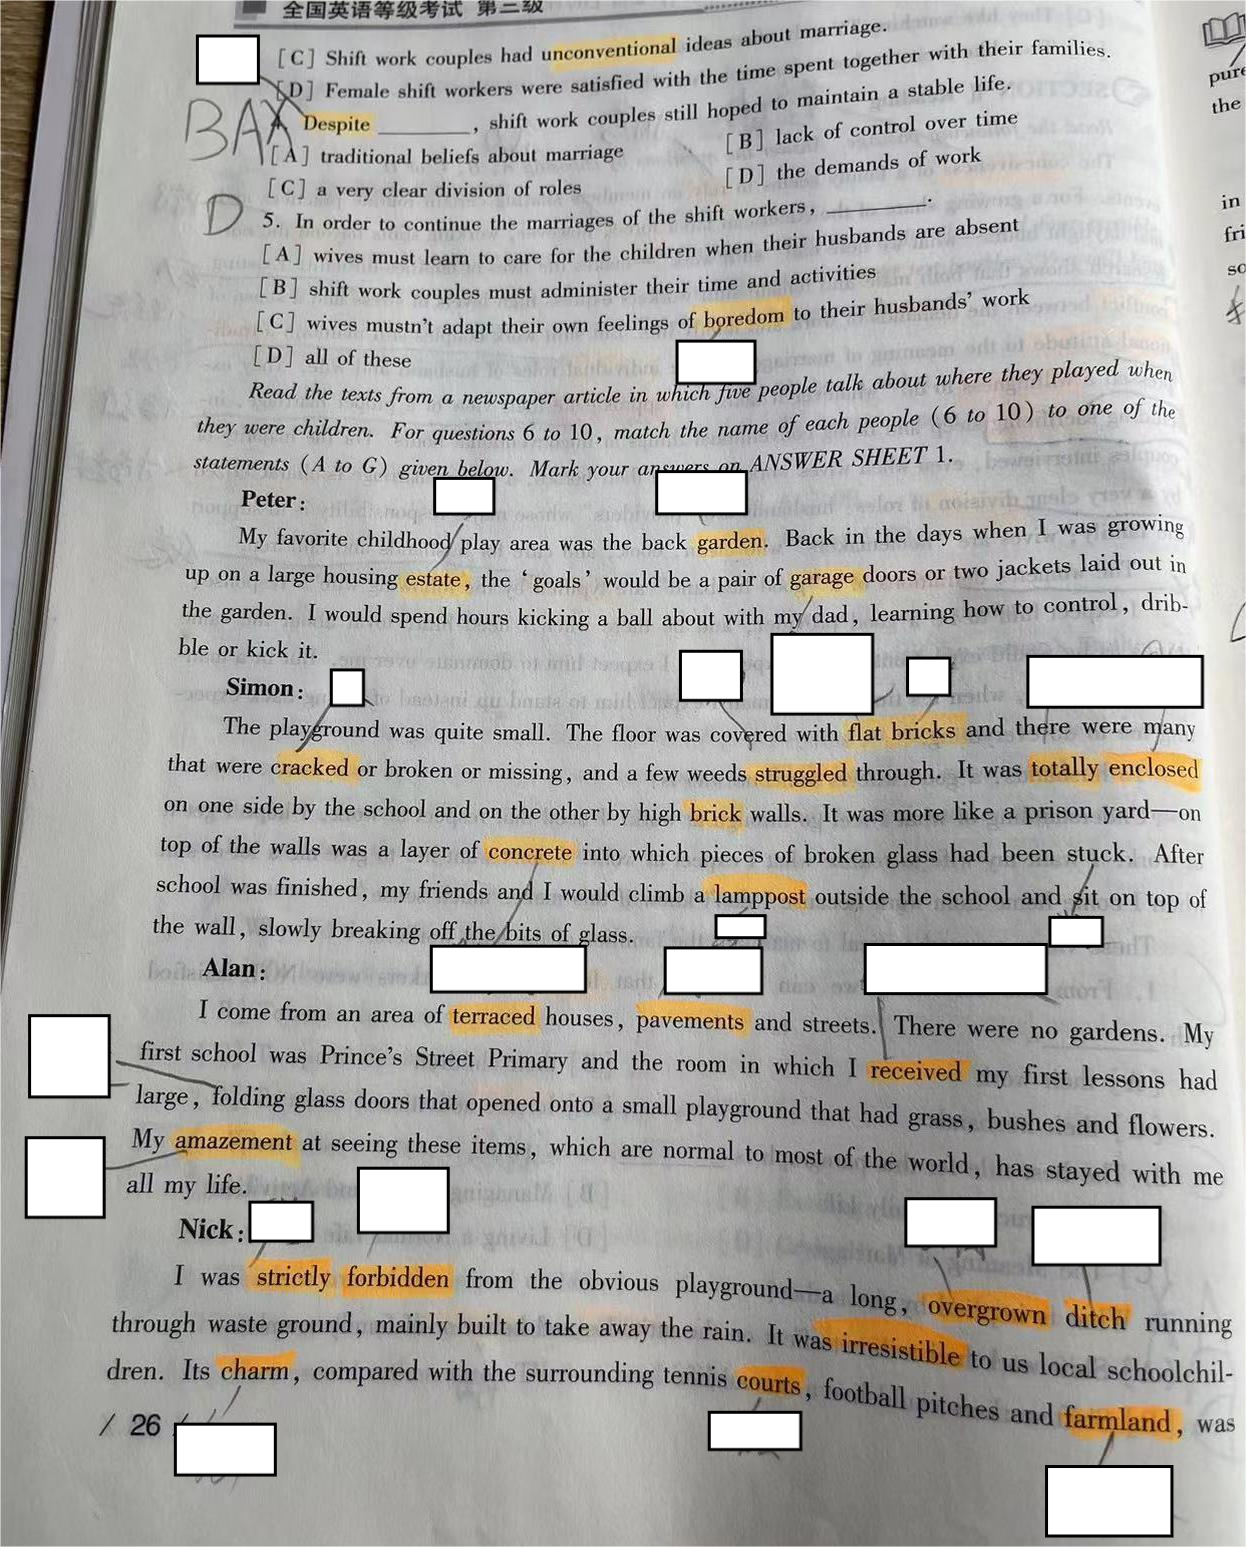 全国英语等级考试 第三级
[C] Shift work couples had unconventional ideas about marriage.
[D] Female shift workers were satisfied with the time spent together with their families.
BA Despite ________, shift work couples still hoped to maintain a stable life.
[A] traditional beliefs about marriage [B] lack of control over time
[C] a very clear division of roles [D] the demands of work
D 5. In order to continue the marriages of the shift workers, ________.
[A] wives must learn to care for the children when their husbands are absent
[B] shift work couples must administer their time and activities
[C] wives mustn't adapt their own feelings of boredom to their husbands' work
[D] all of these
Read the texts from a newspaper article in which five people talk about where they played when
they were children. For questions 6 to 10, match the name of each people (6 to 10) to one of the
statements (A to G) given below. Mark your answers on ANSWER SHEET 1.
Peter:
My favorite childhood play area was the back garden. Back in the days when I was growing
up on a large housing estate, the 'goals' would be a pair of garage doors or two jackets laid out in
the garden. I would spend hours kicking a ball about with my dad, learning how to control, drib-
ble or kick it.
Simon:
The playground was quite small. The floor was covered with flat bricks and there were many
that were cracked or broken or missing, and a few weeds struggled through. It was totally enclosed
on one side by the school and on the other by high brick walls. It was more like a prison yard—on
top of the walls was a layer of concrete into which pieces of broken glass had been stuck. After
school was finished, my friends and I would climb a lamppost outside the school and sit on top of
the wall, slowly breaking off the bits of glass.
Alan:
I come from an area of terraced houses, pavements and streets. There were no gardens. My
first school was Prince's Street Primary and the room in which I received my first lessons had
large, folding glass doors that opened onto a small playground that had grass, bushes and flowers.
My amazement at seeing these items, which are normal to most of the world, has stayed with me
all my life.
Nick:
I was strictly forbidden from the obvious playground—a long, overgrown ditch running
through waste ground, mainly built to take away the rain. It was irresistible to us local schoolchil-
dren. Its charm, compared with the surrounding tennis courts, football pitches and farmland, was
/ 26 /
pure
the
in
fri
so